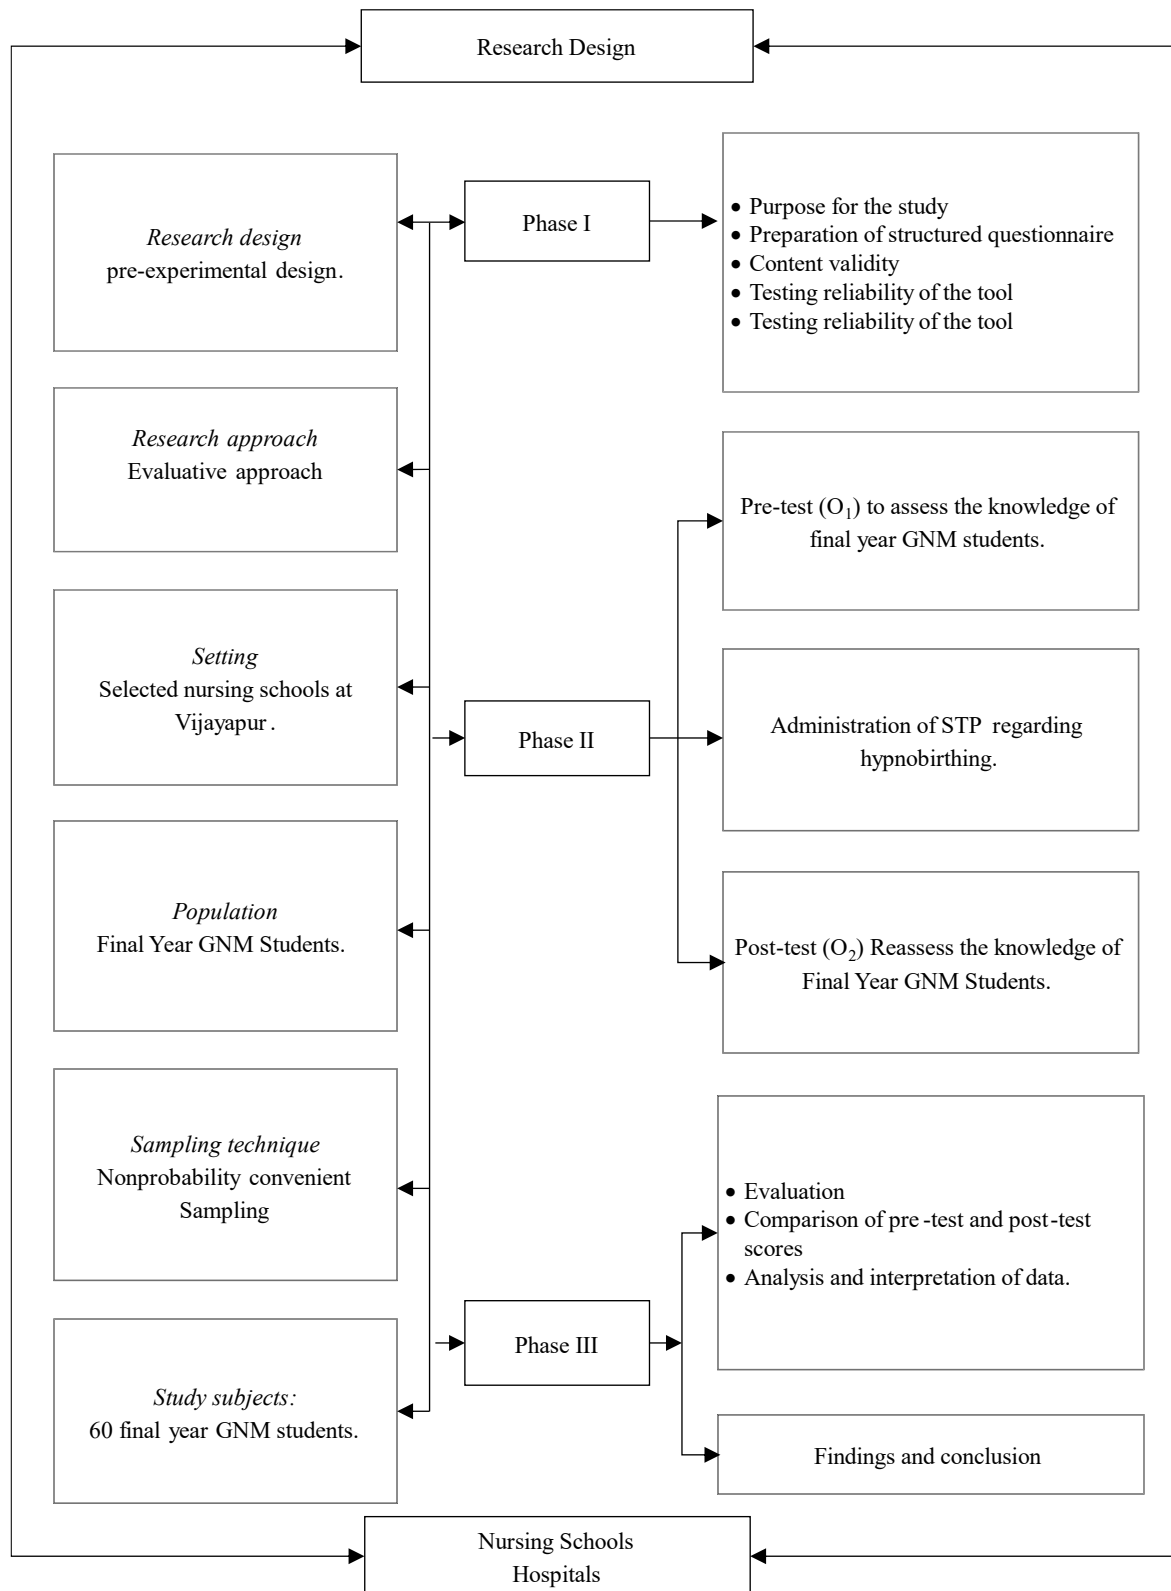 Research Design
Research design
pre-experimental design.
Phase I
• Purpose for the study
• Preparation of structured questionnaire
• Content validity
• Testing reliability of the tool
• Testing reliability of the tool
Research approach
Evaluative approach
Pre-test (O₁) to assess the knowledge of
final year GNM students.
Setting
Selected nursing schools at
Vijayapur.
Phase II
Administration of STP regarding
hypnobirthing.
Population
Final Year GNM Students.
Post-test (O₂) Reassess the knowledge of
Final Year GNM Students.
Sampling technique
Nonprobability convenient
Sampling
• Evaluation
• Comparison of pre-test and post-test
scores
• Analysis and interpretation of data.
Phase III
Study subjects:
60 final year GNM students.
Findings and conclusion
Nursing Schools
Hospitals